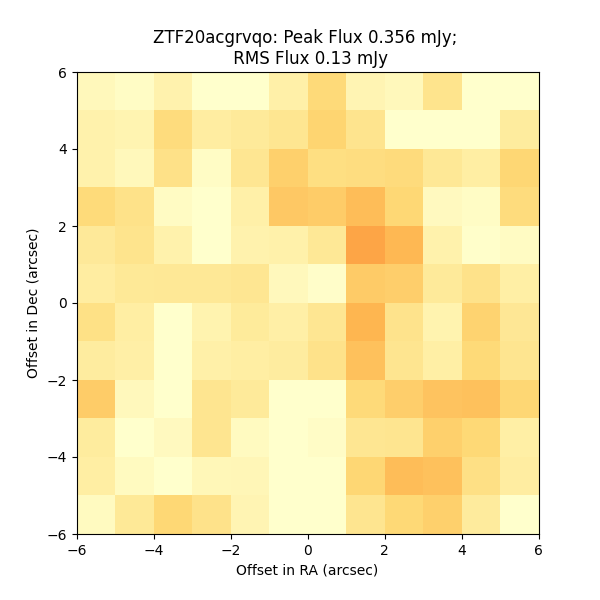 ZTF20acgrvqo: Peak Flux 0.356 mJy;
RMS Flux 0.13 mJy
6
4
2
0
−2
−4
−6
Offset in Dec (arcsec)
−6 −4 −2 0 2 4 6
Offset in RA (arcsec)